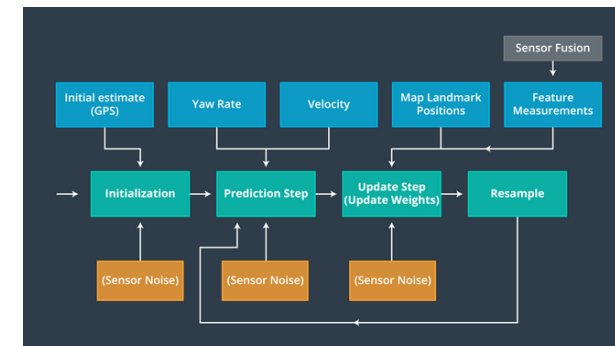 Sensor Fusion
Initial estimate
(GPS)
Yaw Rate
Velocity
Map Landmark
Positions
Feature
Measurements
Initialization
Prediction Step
Update Step
(Update Weights)
Resample
(Sensor Noise)
(Sensor Noise)
(Sensor Noise)